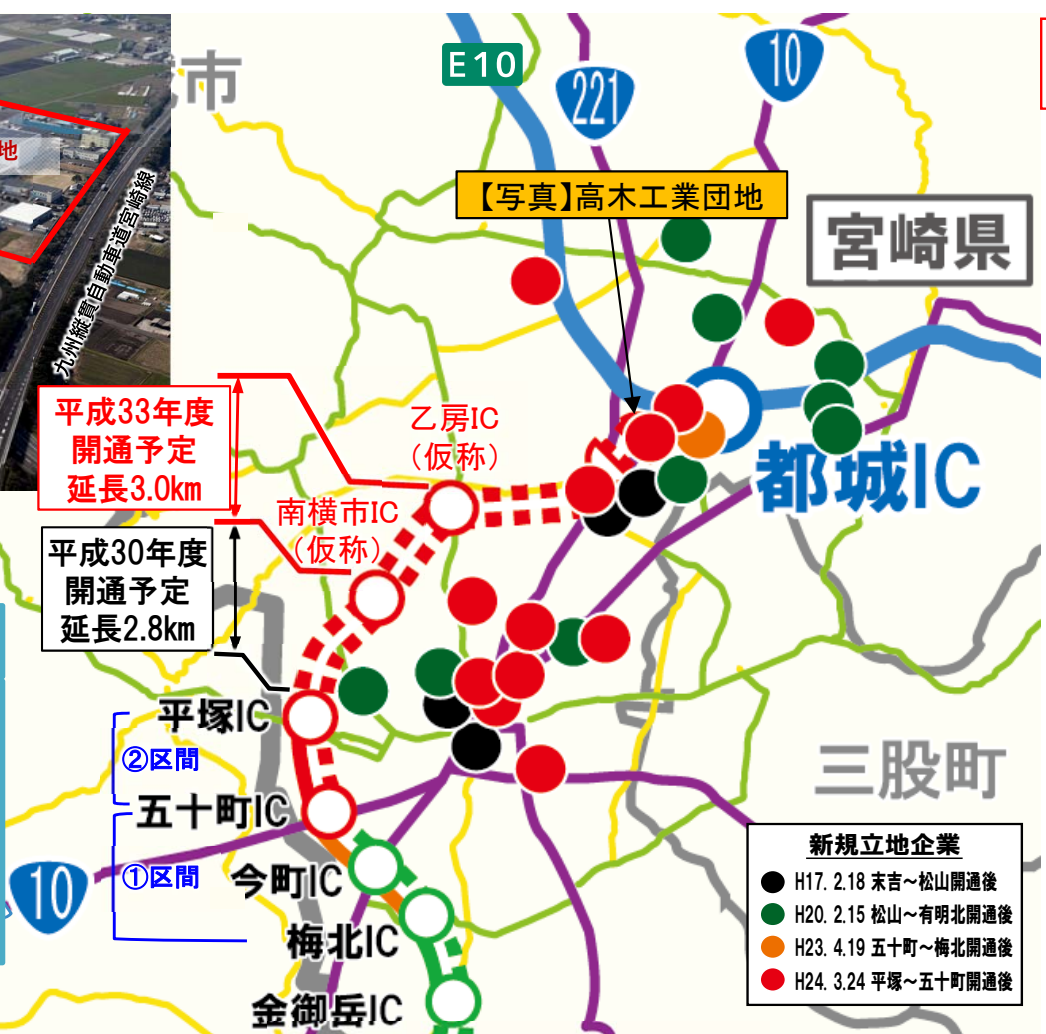 市
地
九州縦貫自動車道宮崎線
E10
221
10
【写真】高木工業団地
宮崎県
平成33年度
開通予定
延長3.0km
乙房IC
（仮称）
都城IC
南横市IC
（仮称）
平成30年度
開通予定
延長2.8km
平塚IC
②区間
三股町
五十町IC
①区間
今町IC
10
梅北IC
金御岳IC
新規立地企業
H17. 2.18 末吉～松山開通後
H20. 2.15 松山～有明北開通後
H23. 4.19 五十町～梅北開通後
H24. 3.24 平塚～五十町開通後